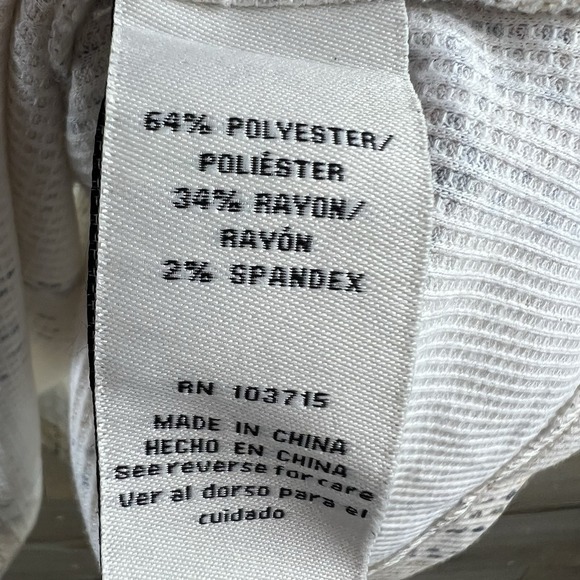 64% POLYESTER/
POLIÉSTER
34% RAYON/
RAYÓN
2% SPANDEX
RN 103715
MADE IN CHINA
HECHO EN CHINA
See reverse for care
Ver al dorso para el
cuidado